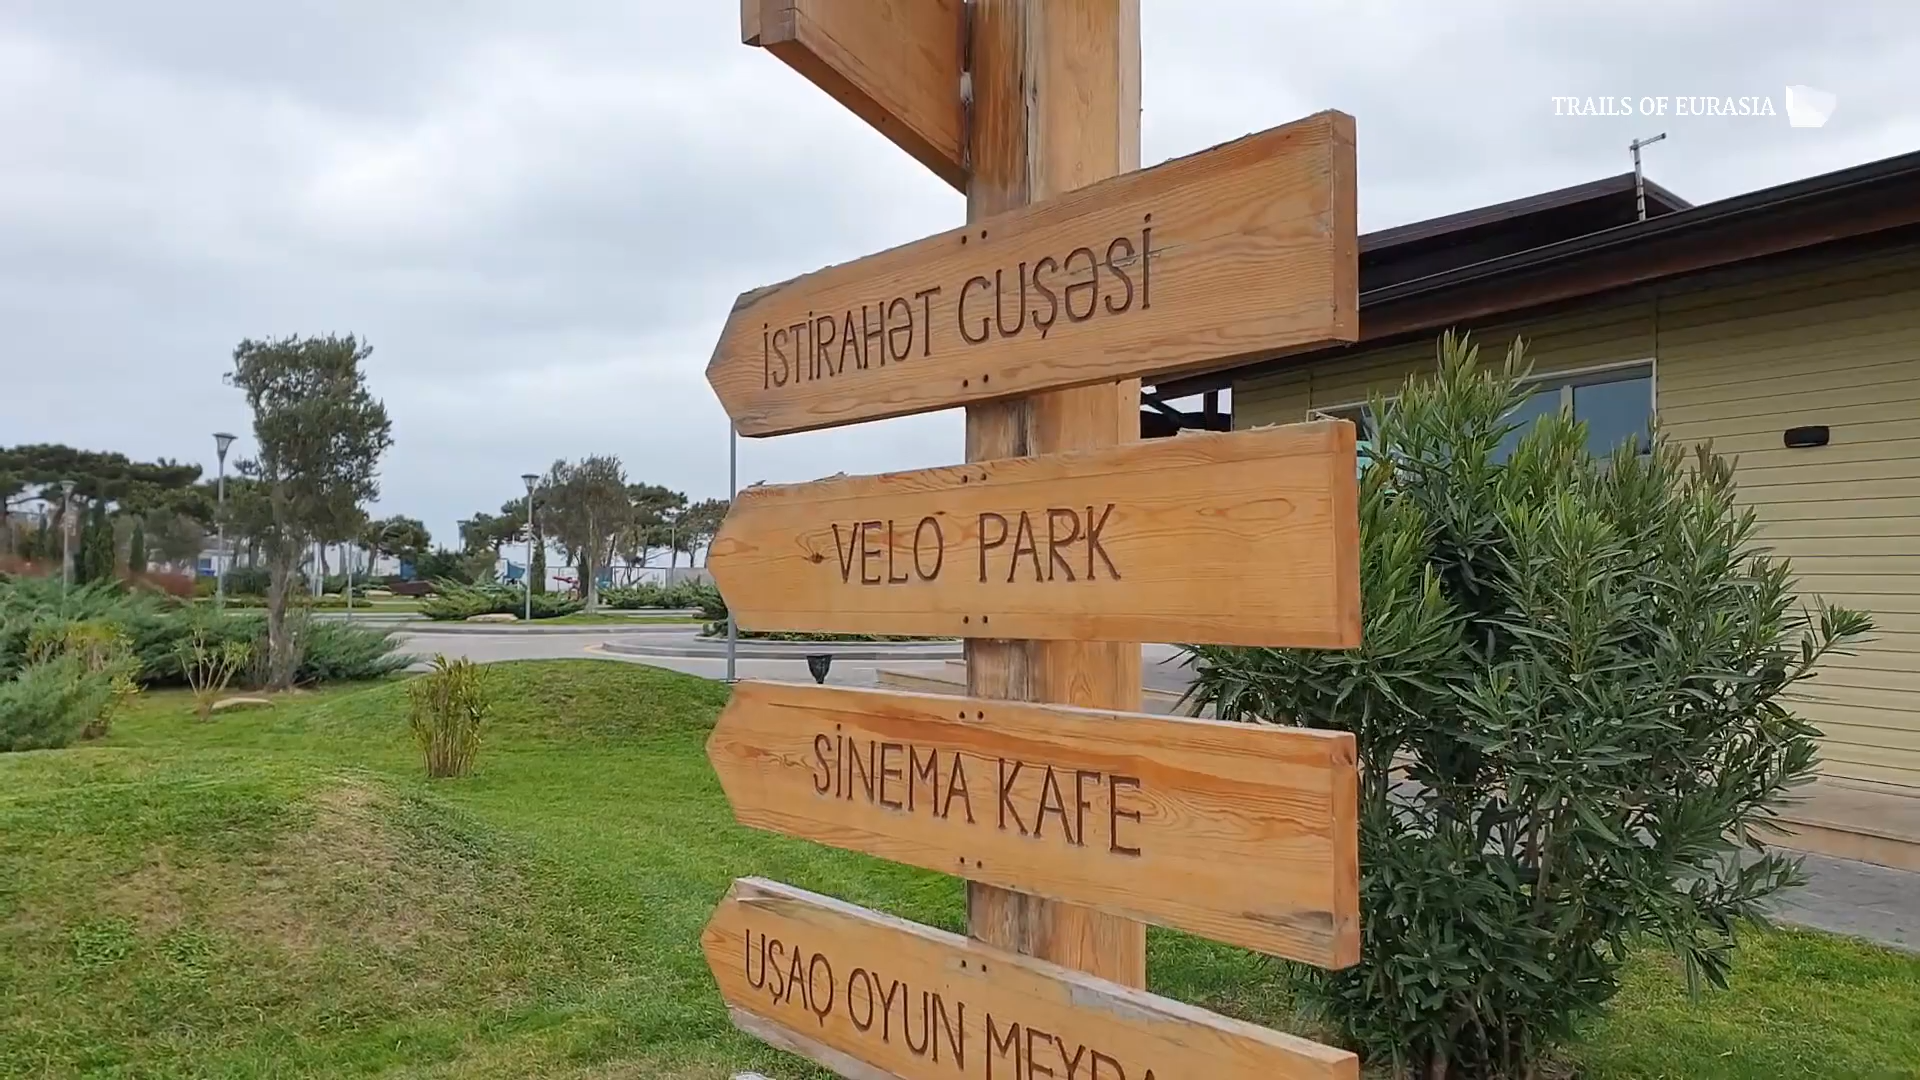 TRAILS OF EURASIA
İSTİRAHƏT GUŞƏSİ
VELO PARK
SİNEMA KAFE
UŞAQ OYUN